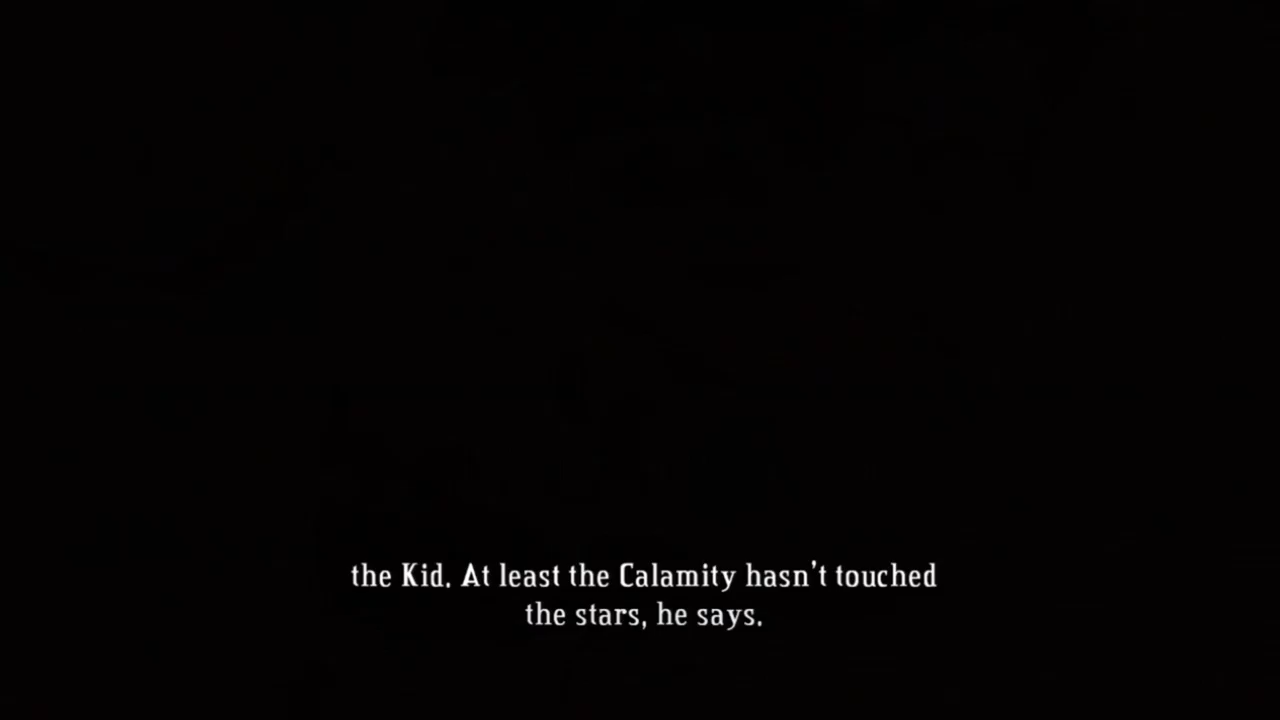 the Kid. At least the Calamity hasn't touched
the stars, he says.